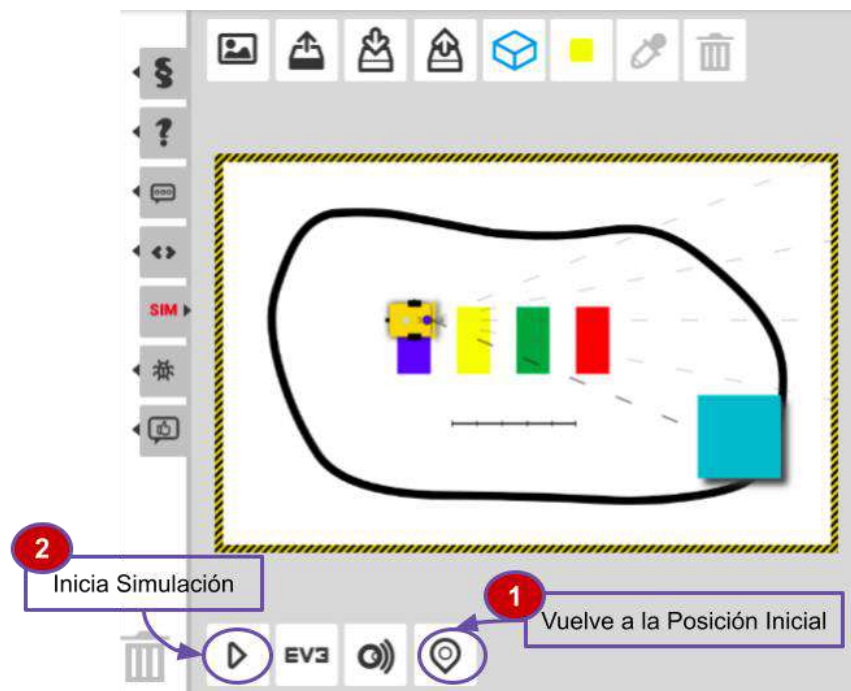 §
?
SIM
2
Inicia Simulación
1
Vuelve a la Posición Inicial
EV3